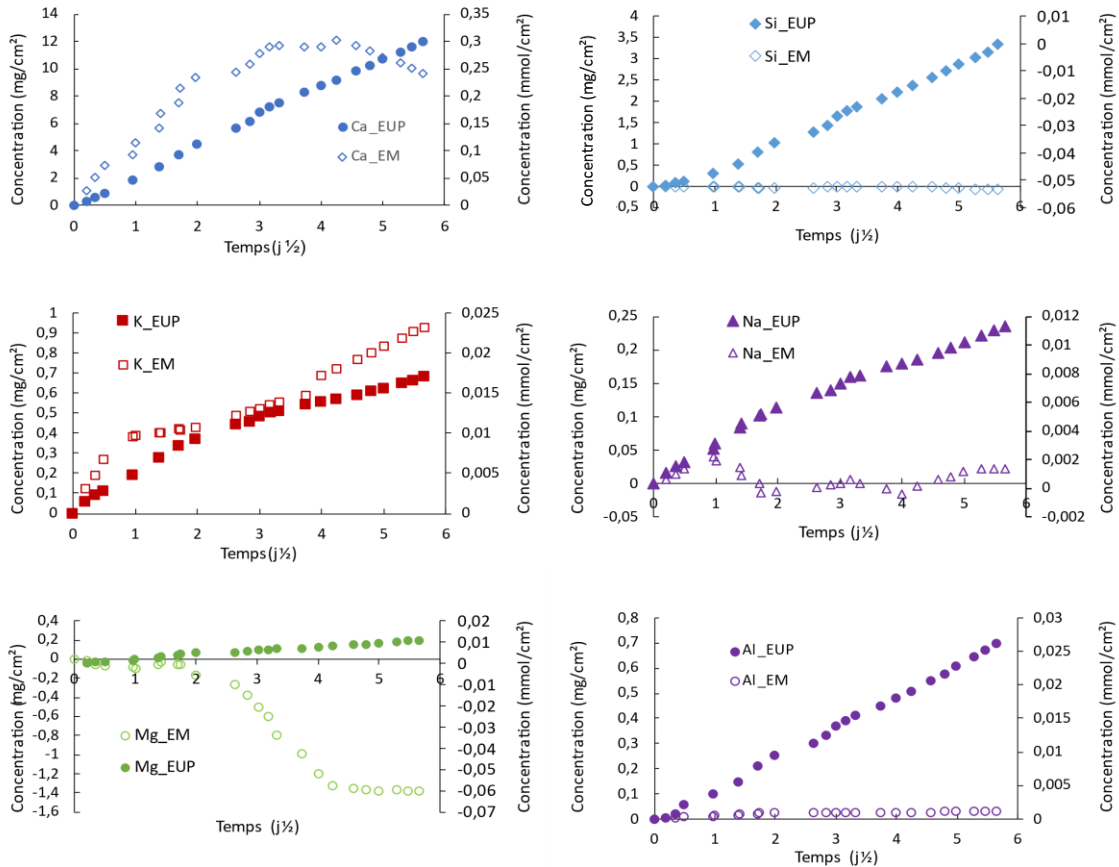 Concentration (mg/cm²)
14
12
10
8
6
4
2
0
0 1 2 3 4 5 6
Temps (j ½)
Ca_EUP
Ca_EM
0,35
0,3
0,25
0,2
0,15
0,1
0,05
0
Concentration (mmol/cm²)
Concentration (mg/cm²)
4
3,5
3
2,5
2
1,5
1
0,5
0
0,5
0 1 2 3 4 5 6
Temps (j½)
Si_EUP
Si_EM
0,01
0
-0,01
-0,02
-0,03
-0,04
-0,05
-0,06
Concentration (mmol/cm²)
Concentration (mg/cm²)
1
0,9
0,8
0,7
0,6
0,5
0,4
0,3
0,2
0,1
0
0 1 2 3 4 5 6
Temps (j½)
K_EUP
K_EM
0,025
0,02
0,015
0,01
0,005
0
Concentration (mmol/cm²)
Concentration (mg/cm²)
0,25
0,2
0,15
0,1
0,05
0
-0,05
0 1 2 3 4 5 6
Temps (j½)
Na_EUP
Na_EM
0,012
0,01
0,008
0,006
0,004
0,002
0
-0,002
Concentration (mmol/cm²)
Concentration (mg/cm²)
0,4
0,2
0
-0,2
-0,4
-0,6
-0,8
-1
-1,2
-1,4
-1,6
0 1 2 3 4 5 6
Mg_EM
Mg_EUP
Temps (j½)
0,02
0,01
0
-0,01
-0,02
-0,03
-0,04
-0,05
-0,06
-0,07
Concentration (mmol/cm²)
Concentration (mg/cm²)
0,8
0,7
0,6
0,5
0,4
0,3
0,2
0,1
0
0 1 2 3 4 5 6
Temps (j½)
Al_EUP
Al_EM
0,03
0,025
0,02
0,015
0,01
0,005
0
Concentration (mmol/cm²)